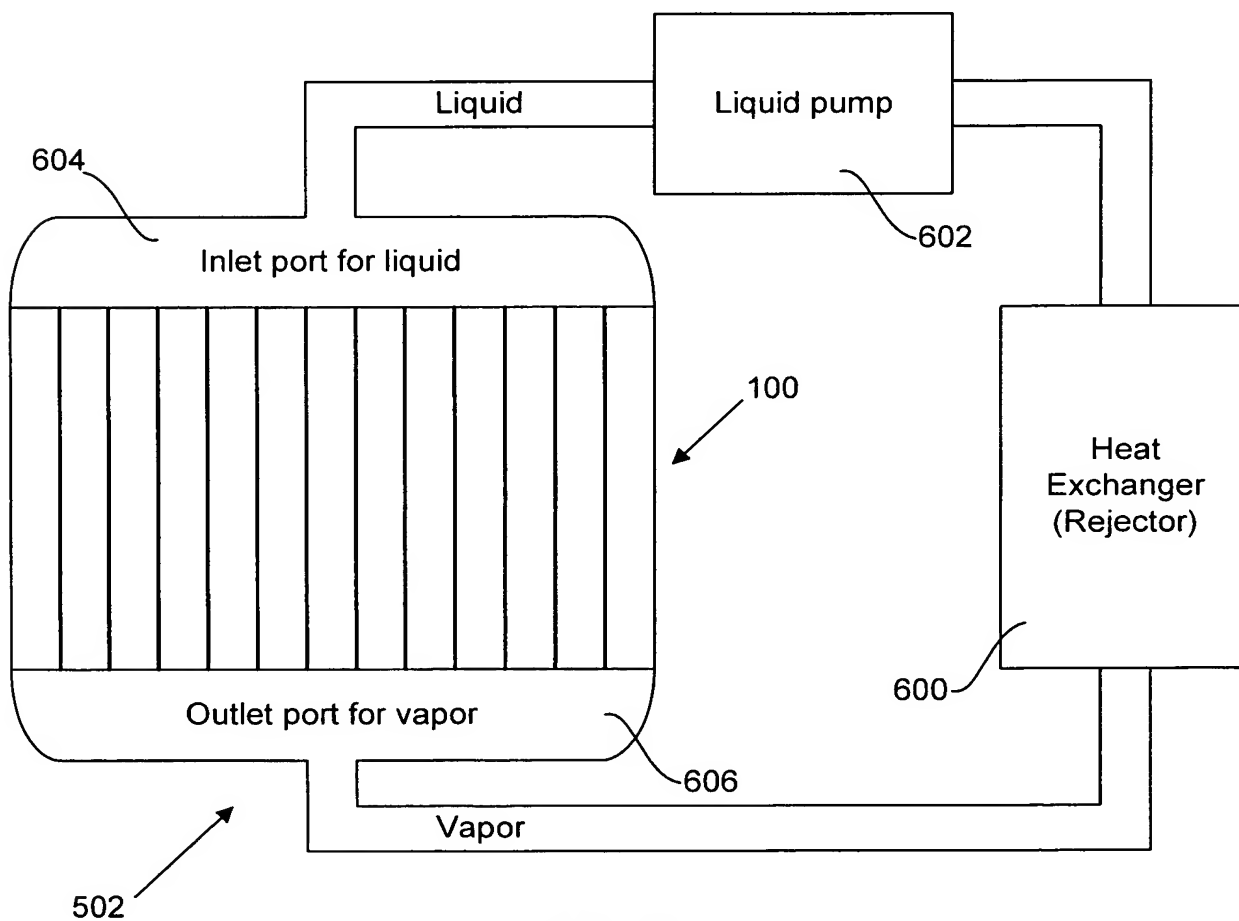 Liquid
Liquid pump
604
602
Inlet port for liquid
100
Heat
Exchanger
(Rejector)
600
Outlet port for vapor
606
Vapor
502